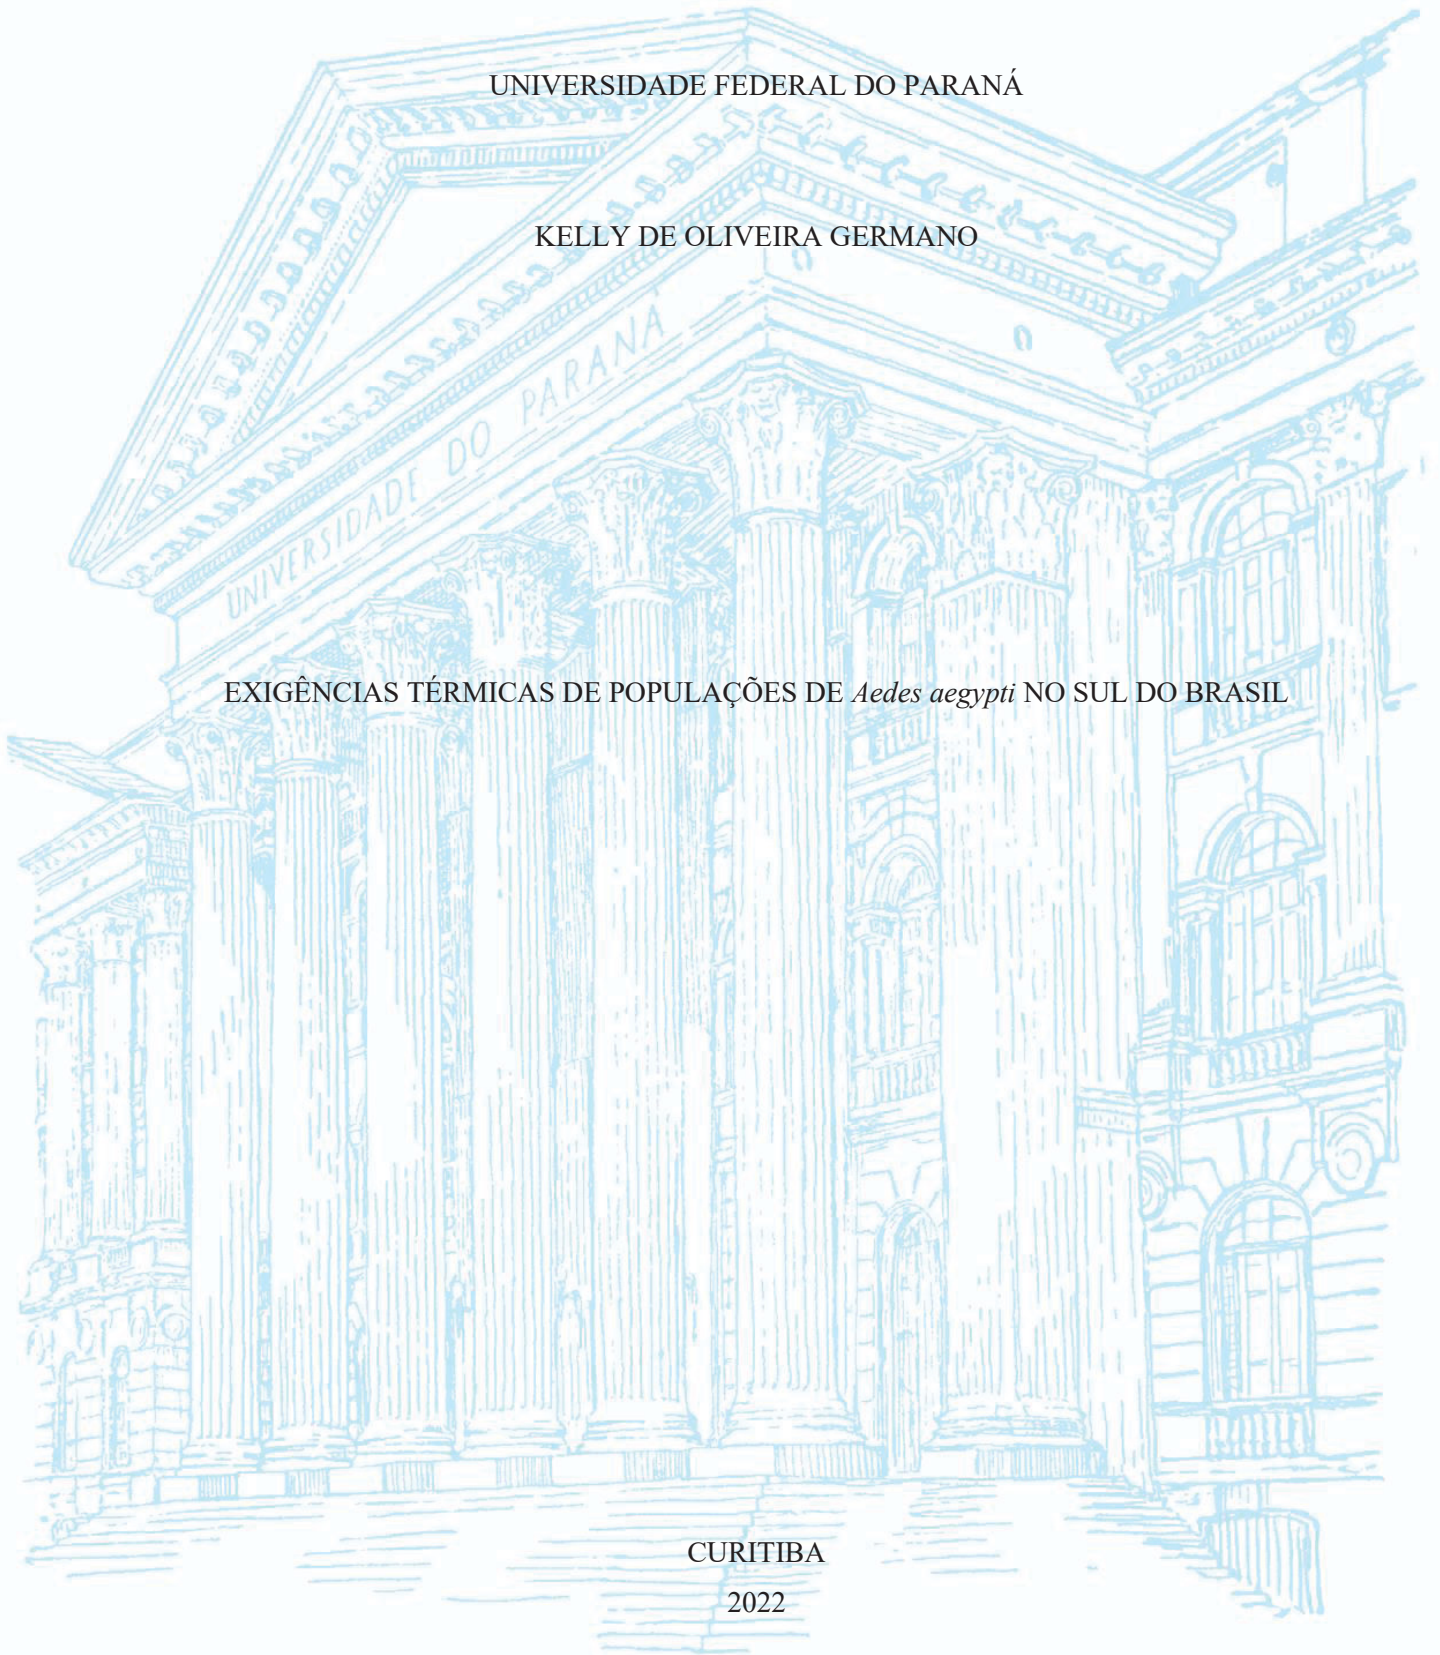 UNIVERSIDADE FEDERAL DO PARANÁ
KELLY DE OLIVEIRA GERMANO
UNIVERSIDADE DO PARANÁ
EXIGÊNCIAS TÉRMICAS DE POPULAÇÕES DE Aedes aegypti NO SUL DO BRASIL
CURITIBA
2022